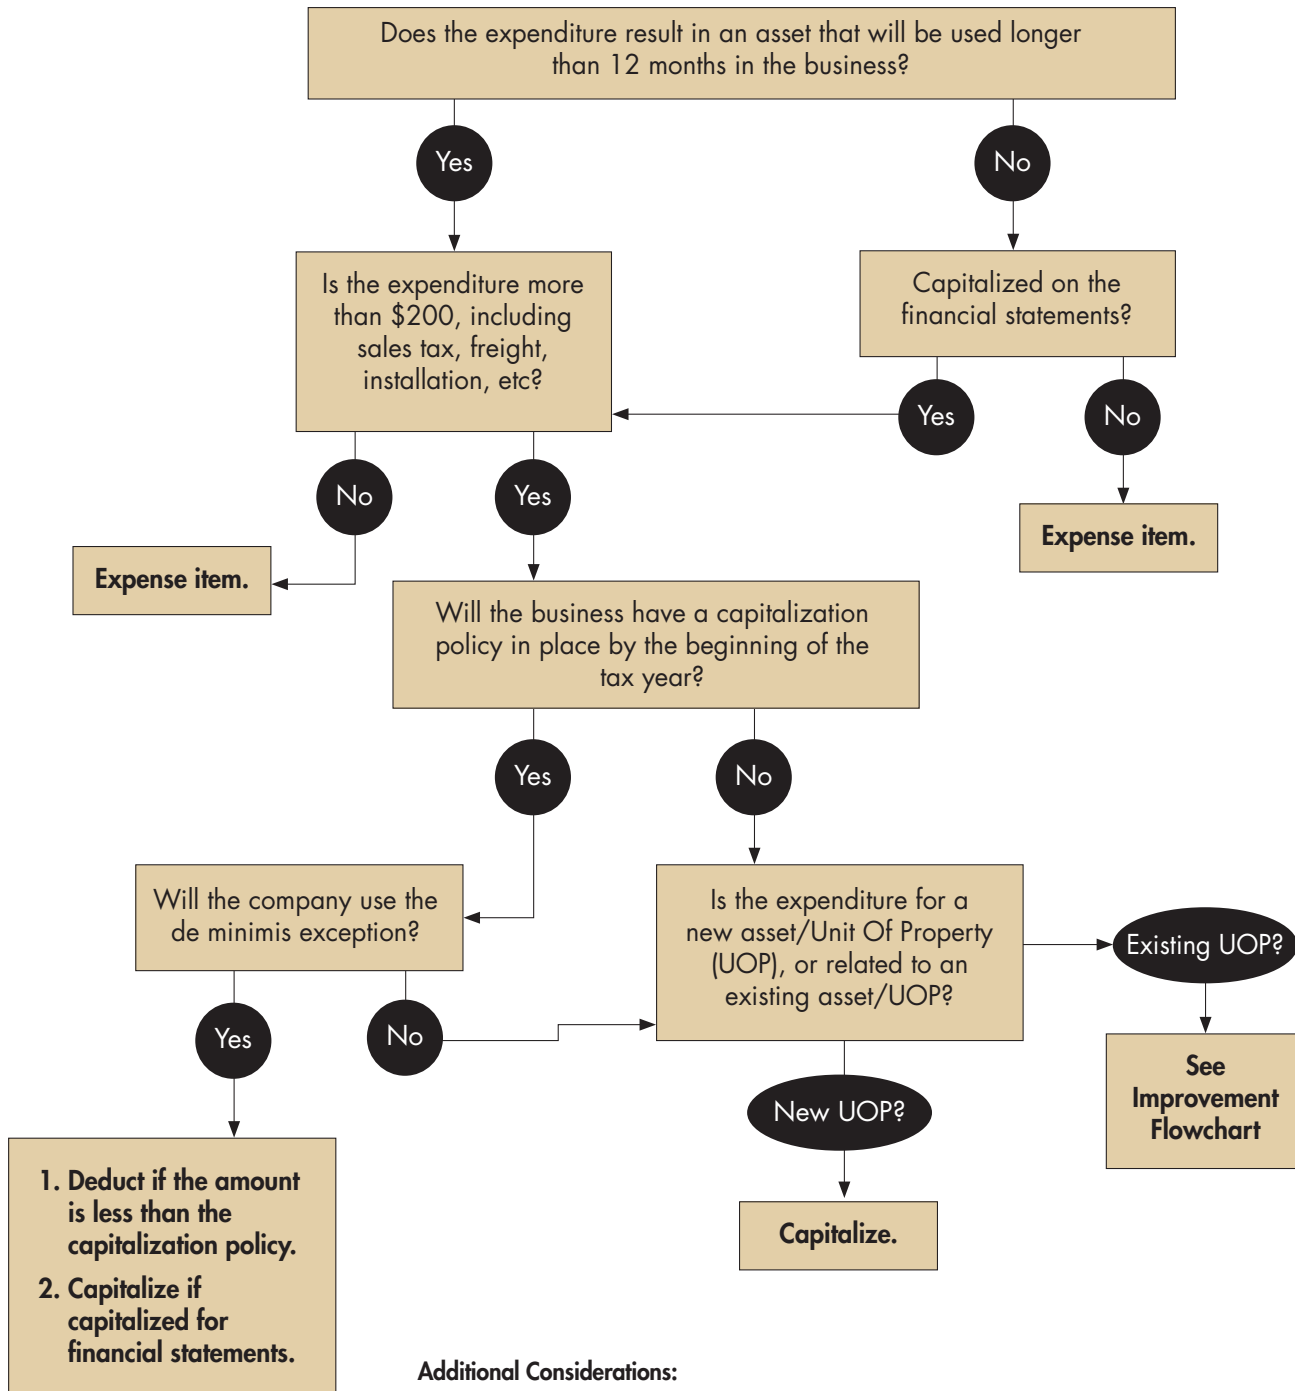 Does the expenditure result in an asset that will be used longer
than 12 months in the business?
Yes
No
Is the expenditure more
than $200, including
sales tax, freight,
installation, etc?
Capitalized on the
financial statements?
Yes
No
No
Yes
Expense item.
Expense item.
Will the business have a capitalization
policy in place by the beginning of the
tax year?
Yes
No
Will the company use the
de minimis exception?
Is the expenditure for a
new asset/Unit Of Property
(UOP), or related to an
existing asset/UOP?
Existing UOP?
Yes
No
See
Improvement
Flowchart
New UOP?
Capitalize.
1. Deduct if the amount
is less than the
capitalization policy.
2. Capitalize if
capitalized for
financial statements.
Additional Considerations: